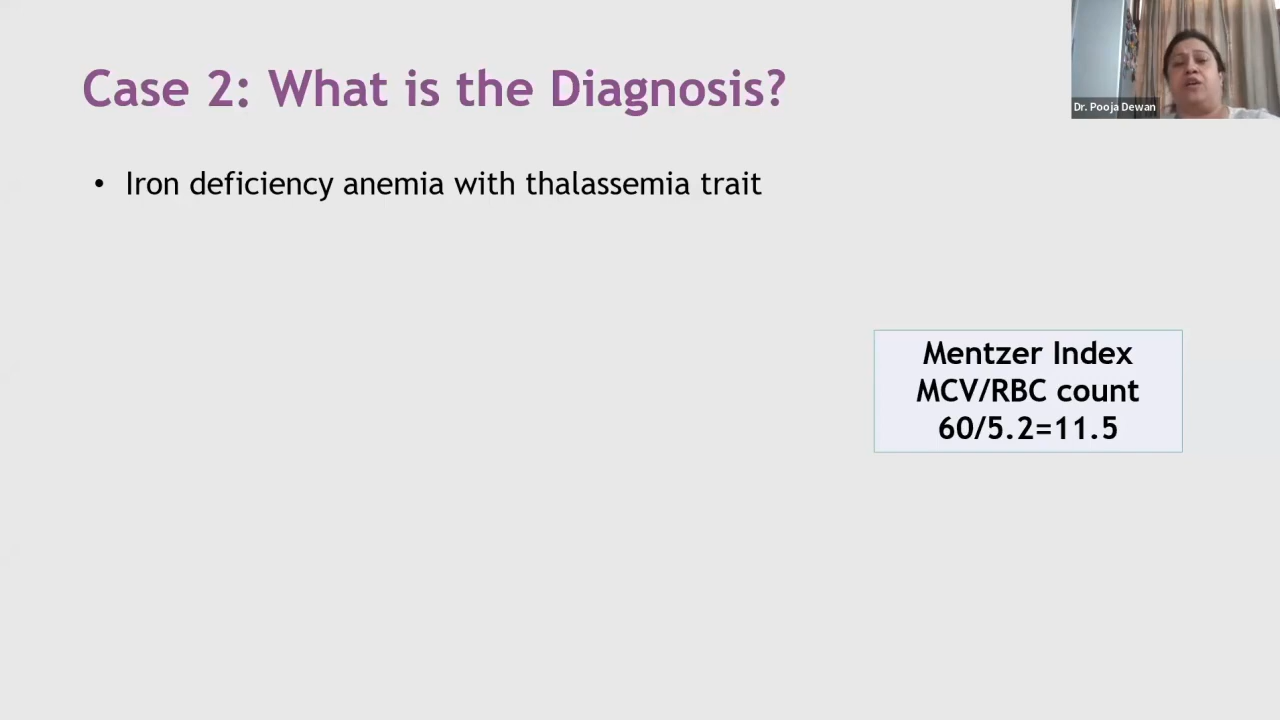 Dr. Pooja Dewan
Case 2: What is the Diagnosis?
• Iron deficiency anemia with thalassemia trait
Mentzer Index
MCV/RBC count
60/5.2=11.5